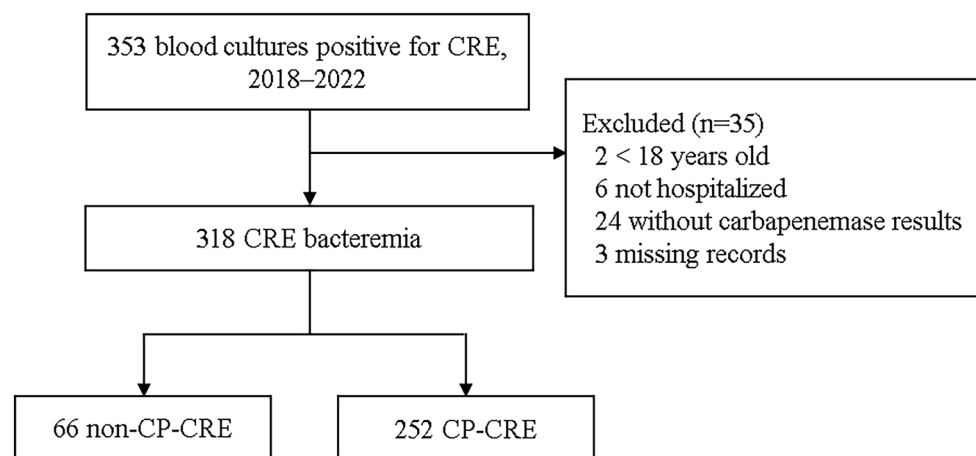 353 blood cultures positive for CRE,
2018–2022
Excluded (n=35)
2 < 18 years old
6 not hospitalized
24 without carbapenemase results
3 missing records
318 CRE bacteremia
66 non-CP-CRE
252 CP-CRE